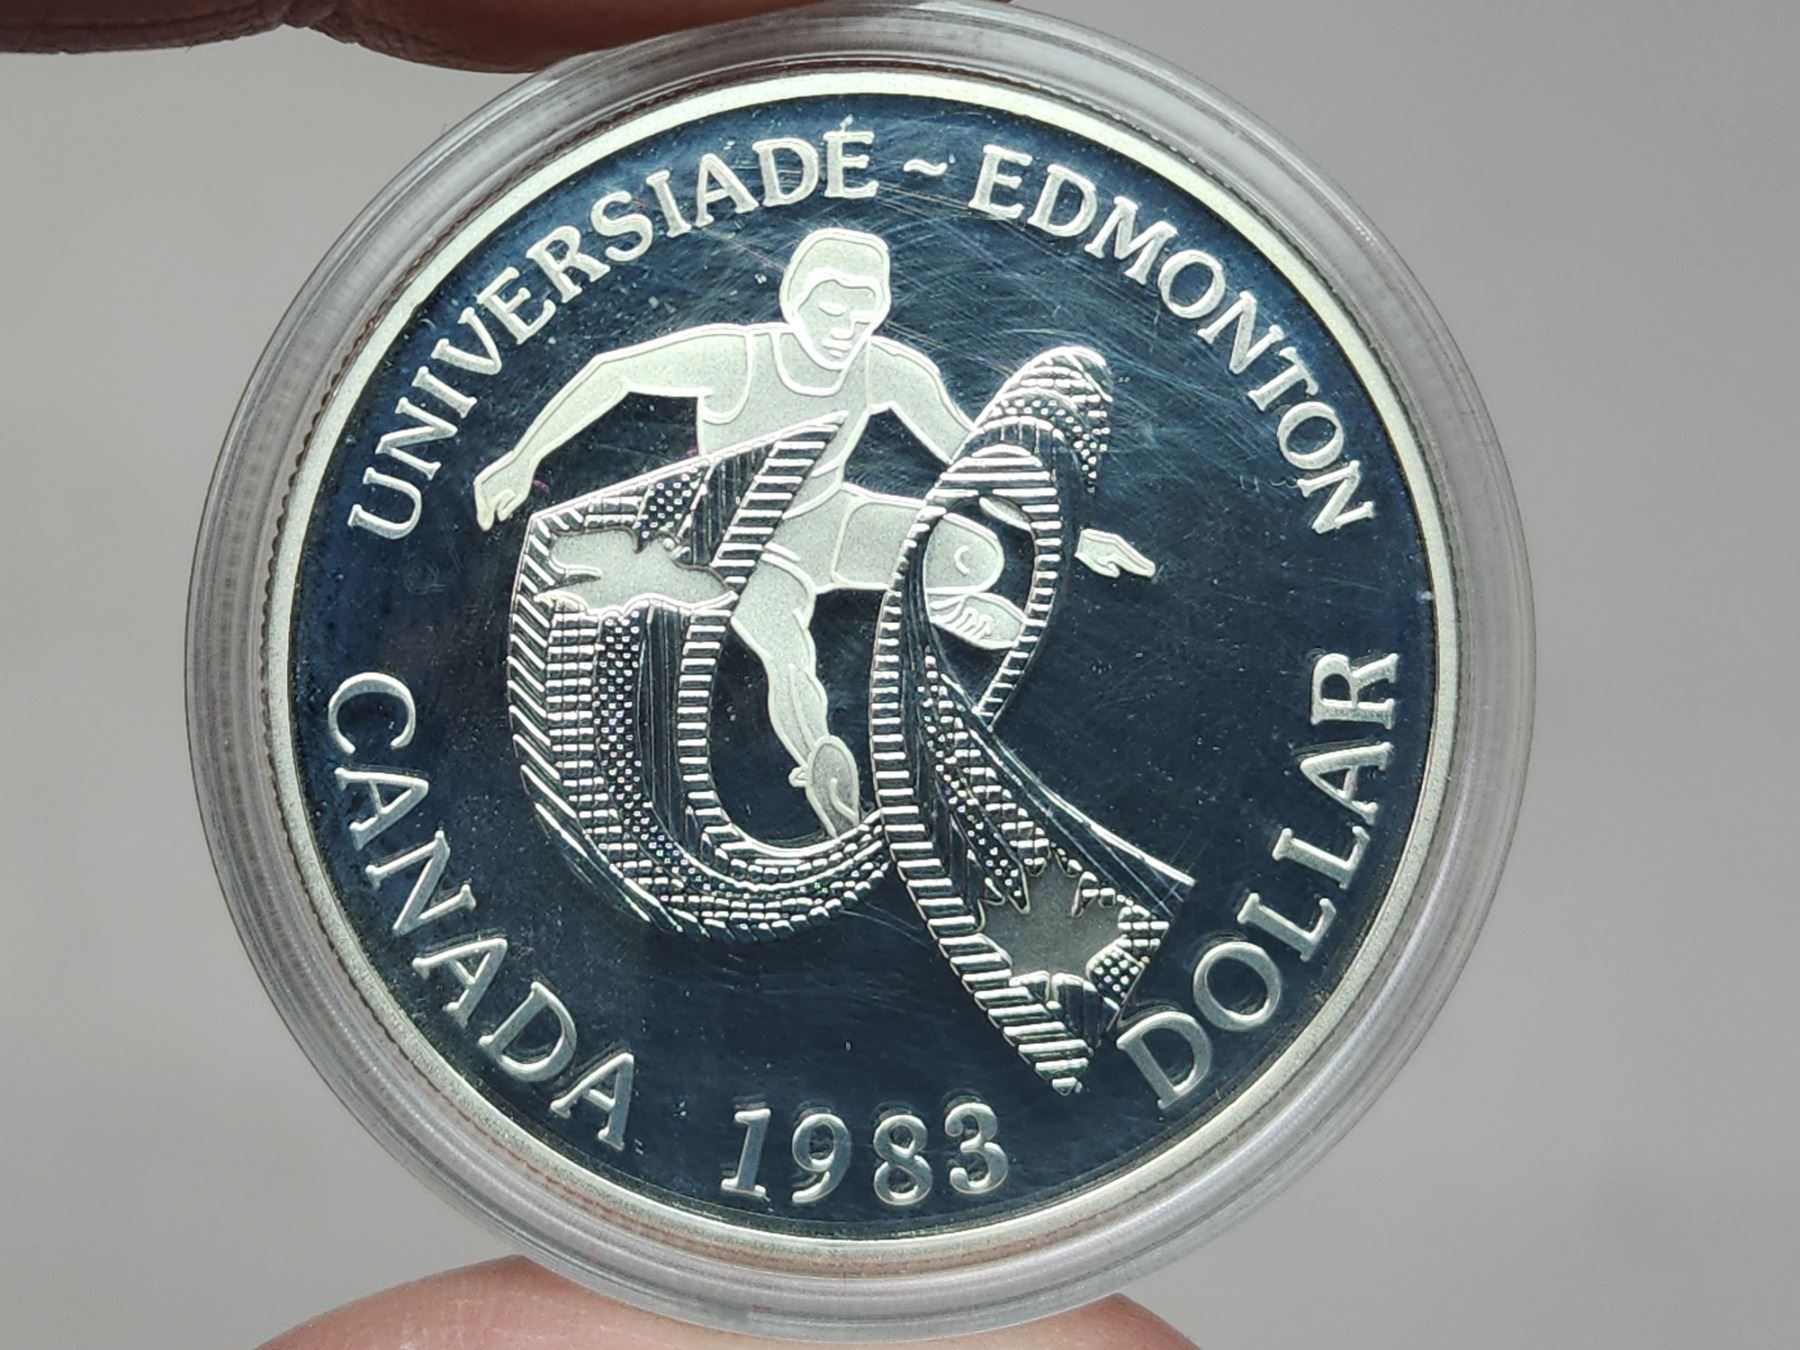 UNIVERSIADE ~ EDMONTON
CANADA 1983 DOLLAR